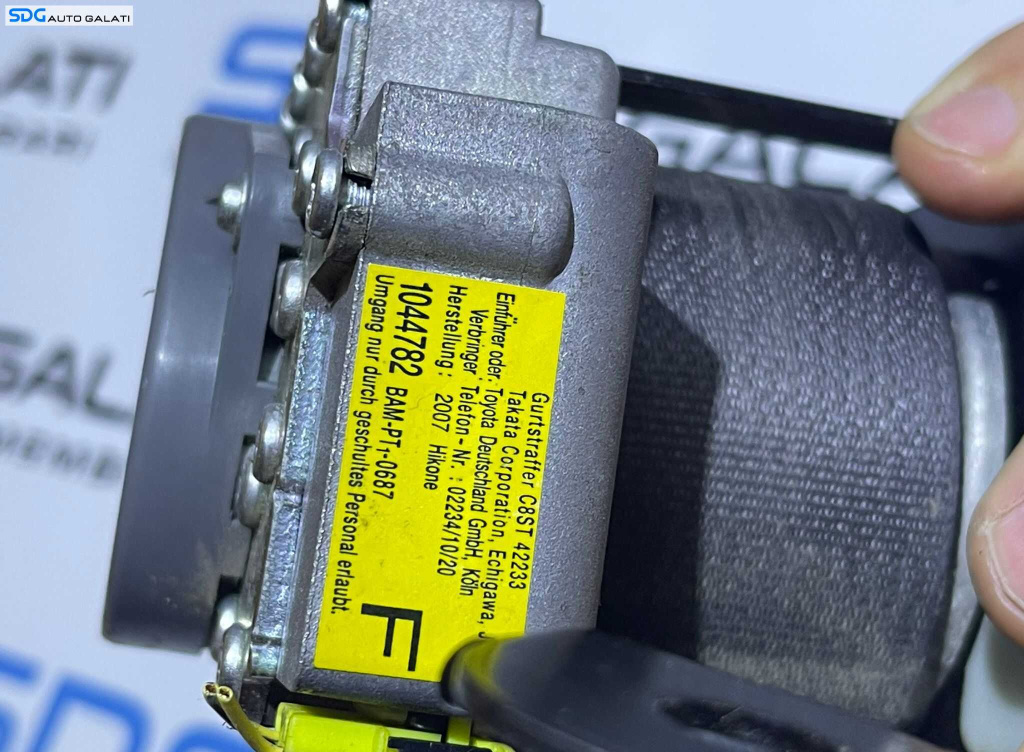 SDG AUTO GALATI
Gurtstraffer C8ST 42233
Takata Corporation, Echigawa,
Einführer oder: Toyota Deutschland GmbH, Köln
Verbringer Telefon-Nr.: 02234/10/20
Herstellung: 2007 Hikone
1044782 BAM-PT1-0687
Umgang nur durch geschultes Personal erlaubt.
F